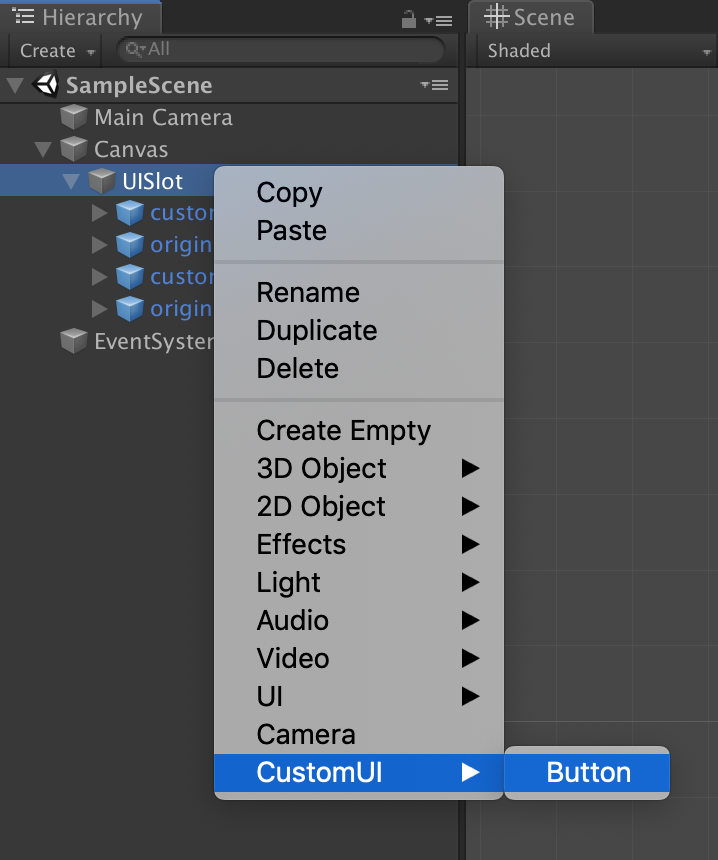 Hierarchy
Scene
Create
All
Shaded
SampleScene
Main Camera
Canvas
UISlot
custor
origin
custor
origin
EventSyster
Copy
Paste
Rename
Duplicate
Delete
Create Empty
3D Object
2D Object
Effects
Light
Audio
Video
UI
Camera
CustomUI
Button